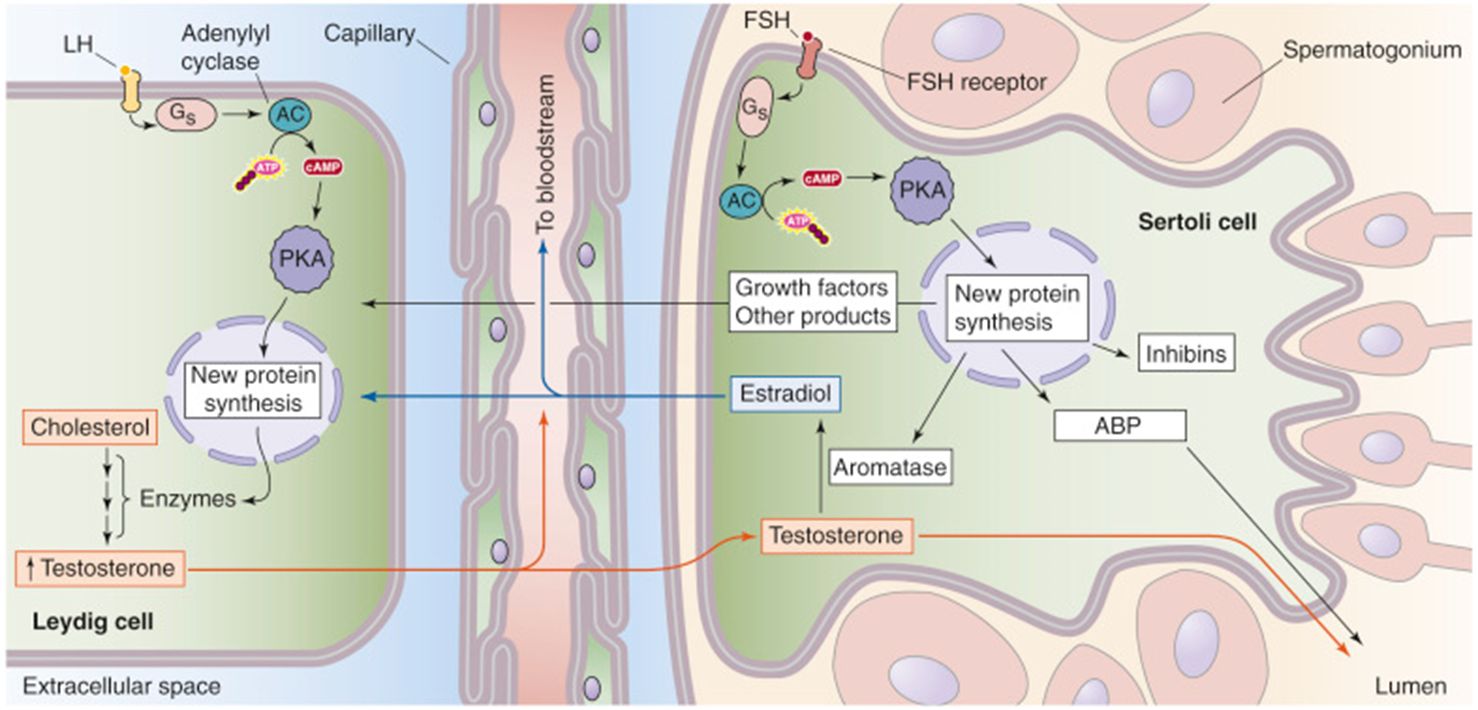 LH
Adenylyl
cyclase
Capillary
Gs
AC
ATP
cAMP
PKA
New protein
synthesis
Cholesterol
Enzymes
↑ Testosterone
Leydig cell
Extracellular space
To bloodstream
FSH
FSH receptor
Spermatogonium
Gs
AC
cAMP
ATP
PKA
Sertoli cell
Growth factors
Other products
New protein
synthesis
Inhibins
Estradiol
ABP
Aromatase
Testosterone
Lumen